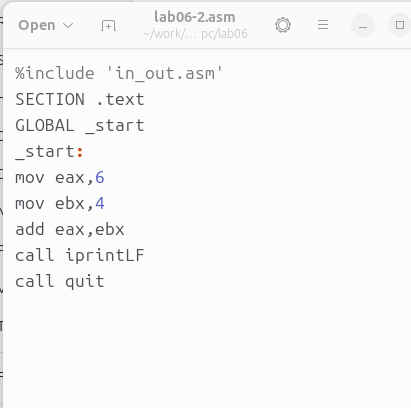 Open
lab06-2.asm
~/work/... pc/lab06
%include 'in_out.asm'
SECTION .text
GLOBAL _start
_start:
mov eax,6
mov ebx,4
add eax,ebx
call iprintLF
call quit